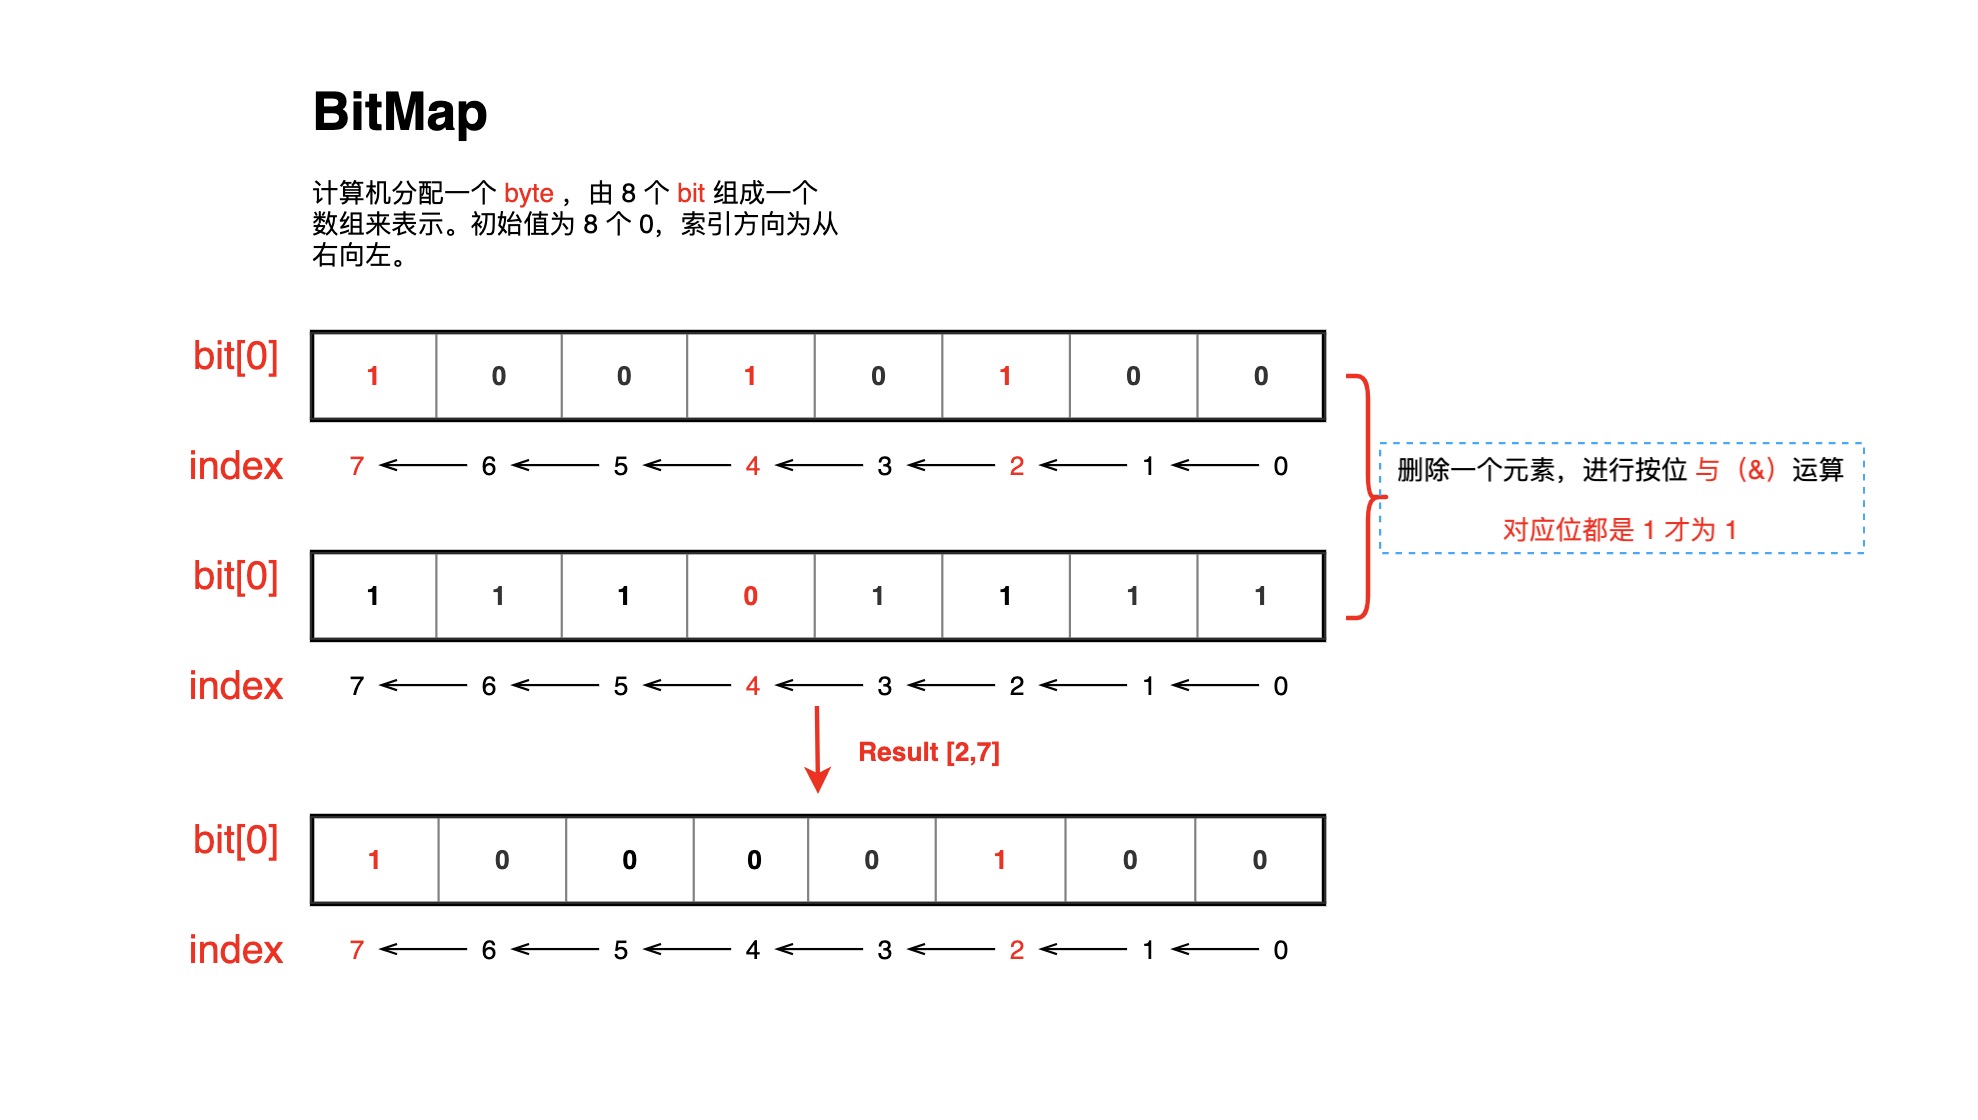 BitMap
计算机分配一个 byte ，由 8 个 bit 组成一个
数组来表示。初始值为 8 个 0，索引方向为从
右向左。
bit[0] 1 0 0 1 0 1 0 0
index 7 6 5 4 3 2 1 0
删除一个元素，进行按位 与（&）运算
对应位都是 1 才为 1
bit[0] 1 1 1 0 1 1 1 1
index 7 6 5 4 3 2 1 0
Result [2,7]
bit[0] 1 0 0 0 0 1 0 0
index 7 6 5 4 3 2 1 0